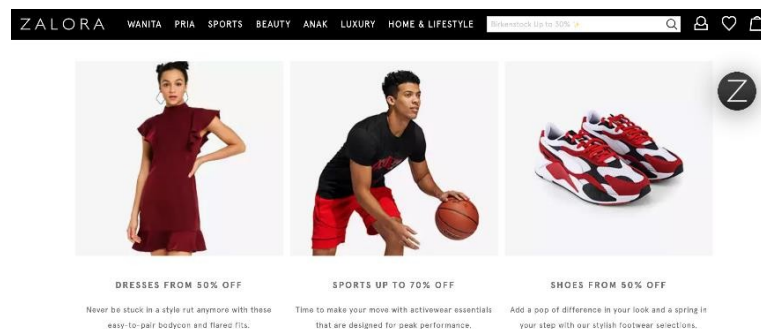 ZALORA WANITA PRIA SPORTS BEAUTY ANAK LUXURY HOME & LIFESTYLE Birkenstock Up to 30%
Z
DRESSES FROM 50% OFF
Never be stuck in a style rut anymore with these
easy-to-pair bodycon and flared fits.
SPORTS UP TO 70% OFF
Time to make your move with activewear essentials
that are designed for peak performance.
SHOES FROM 50% OFF
Add a pop of difference in your look and a spring in
your step with our stylish footwear selections.